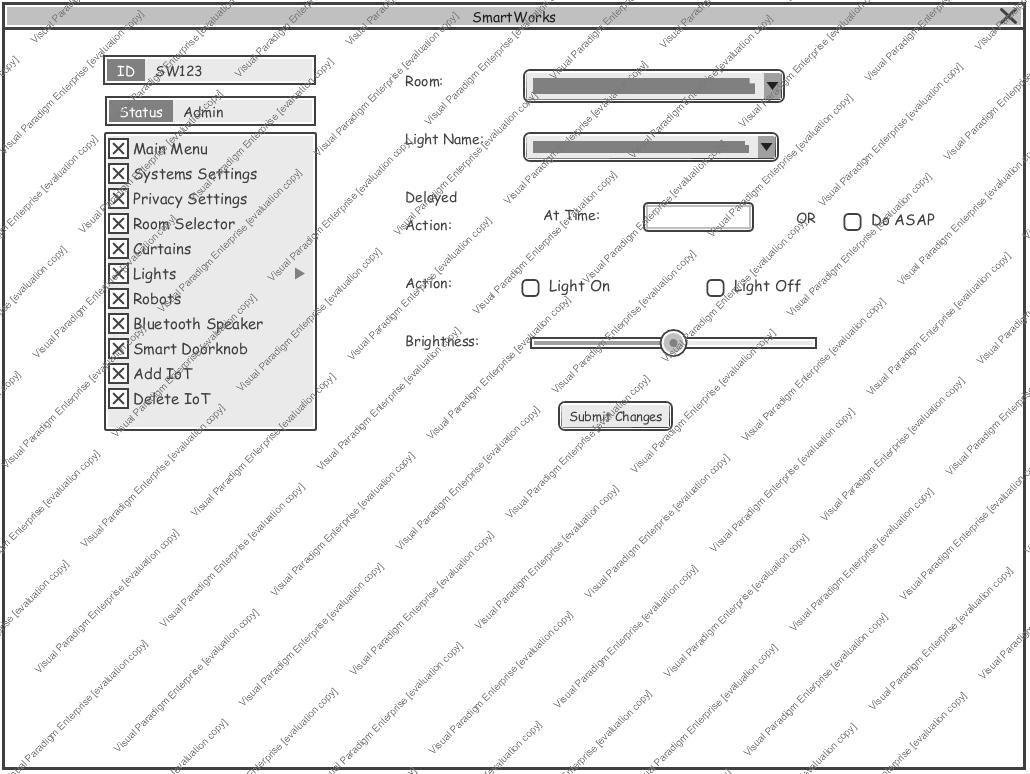 SmartWorks
ID SW123
Status Admin
Main Menu
Systems Settings
Privacy Settings
Room Selector
Curtains
Lights
Robots
Bluetooth Speaker
Smart Doorknob
Add IoT
Delete IoT
Room:
Light Name:
Delayed
Action:
At Time:
OR
Do ASAP
Action:
Light On
Light Off
Brightness:
Submit Changes
Visual Paradigm Enterprise [evaluation copy]